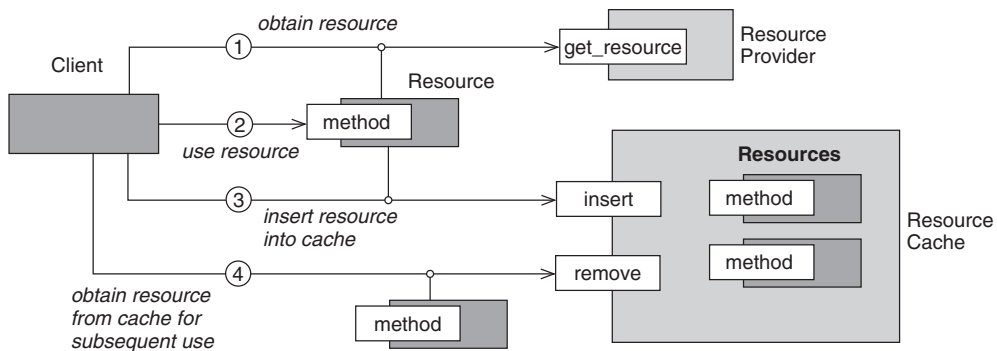 obtain resource
1
get_resource
Resource
Provider
Client
Resource
2
method
use resource
Resources
method
3
insert
insert resource
into cache
Resource
Cache
method
4
remove
obtain resource
from cache for
subsequent use
method